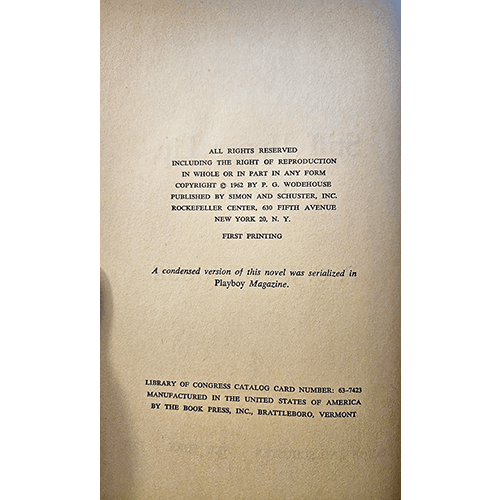 ALL RIGHTS RESERVED
INCLUDING THE RIGHT OF REPRODUCTION
IN WHOLE OR IN PART IN ANY FORM
COPYRIGHT © 1962 BY P. G. WODEHOUSE
PUBLISHED BY SIMON AND SCHUSTER, INC.
ROCKEFELLER CENTER, 630 FIFTH AVENUE
NEW YORK 20, N. Y.
FIRST PRINTING
A condensed version of this novel was serialized in
Playboy Magazine.
LIBRARY OF CONGRESS CATALOG CARD NUMBER: 63-7423
MANUFACTURED IN THE UNITED STATES OF AMERICA
BY THE BOOK PRESS, INC., BRATTLEBORO, VERMONT